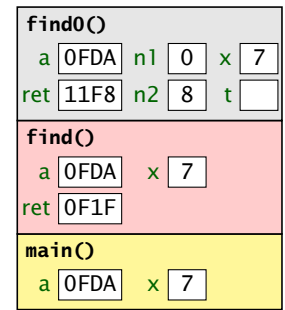 find0()
a 0FDA n1 0 x 7
ret 11F8 n2 8 t
find()
a 0FDA x 7
ret 0F1F
main()
a 0FDA x 7